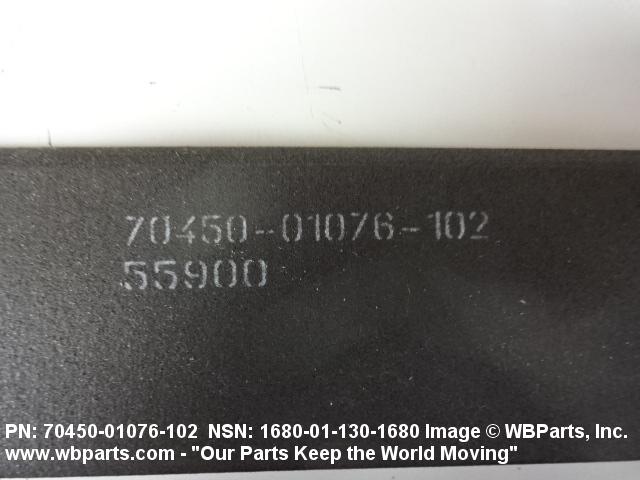 70450-01076-102
55900
PN: 70450-01076-102 NSN: 1680-01-130-1680 Image © WBParts, Inc.
www.wbparts.com - "Our Parts Keep the World Moving"